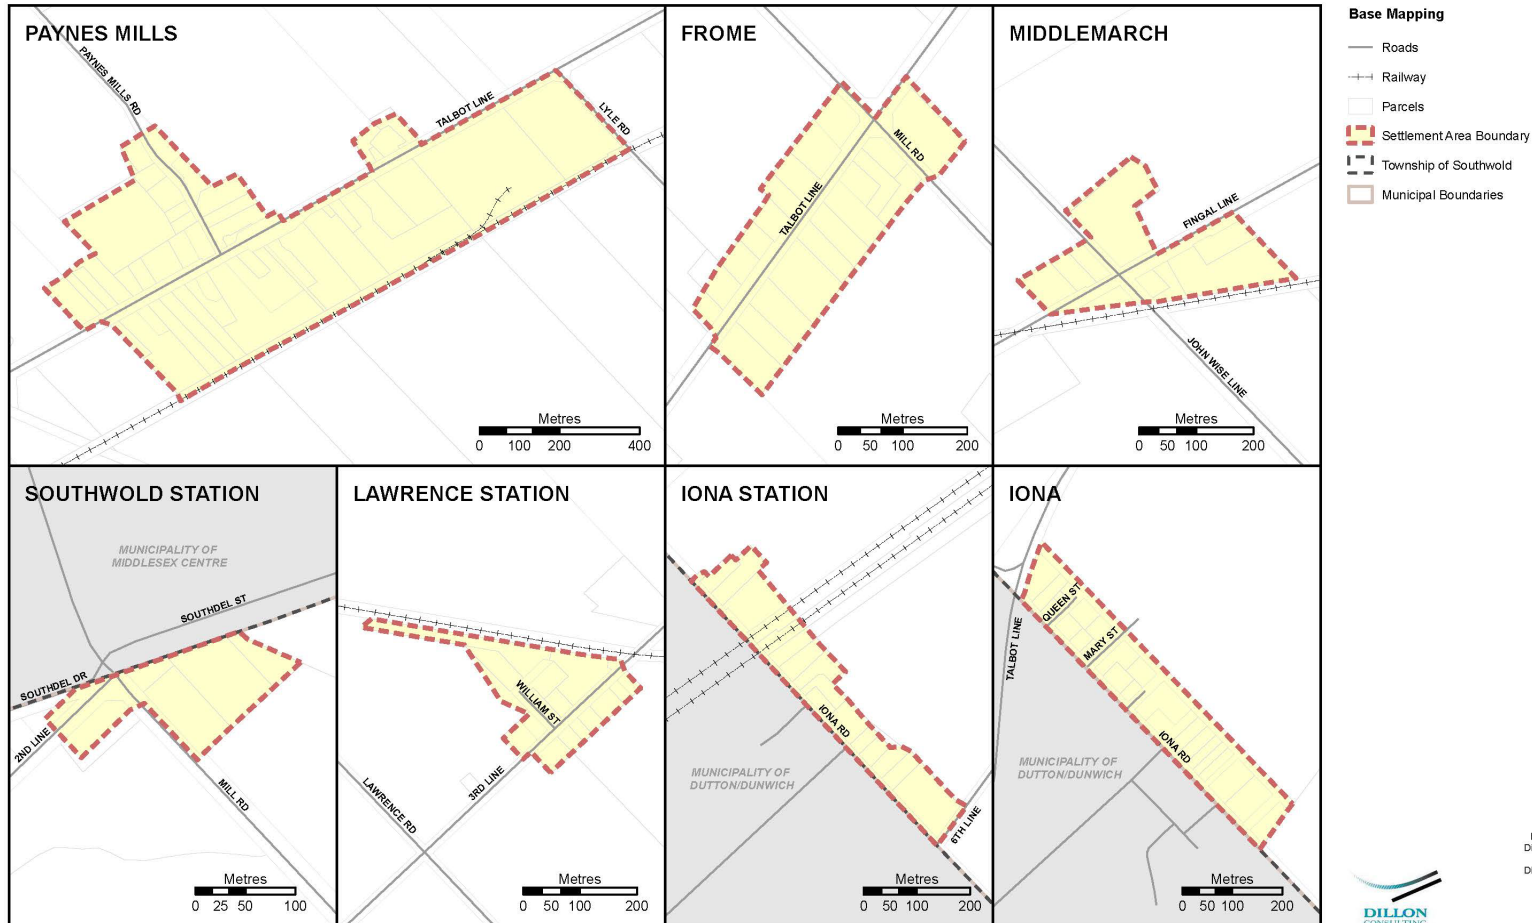 PAYNES MILLS
PAYNES MILLS RD
TALBOT LINE
LYLE RD
Metres
0 100 200 400
FROME
MILL RD
TALBOT LINE
Metres
0 50 100 200
MIDDLEMARCH
FINGAL LINE
JOHN WISE LINE
Metres
0 50 100 200
Base Mapping
Roads
Railway
Parcels
Settlement Area Boundary
Township of Southwold
Municipal Boundaries
SOUTHWOLD STATION
MUNICIPALITY OF
MIDDLESEX CENTRE
SOUTHDEL ST
SOUTHDEL DR
2ND LINE
MILL RD
Metres
0 25 50 100
LAWRENCE STATION
WILLIAM ST
3RD LINE
LAWRENCE RD
Metres
0 50 100 200
IONA STATION
IONA RD
MUNICIPALITY OF
DUTTON/DUNWICH
6TH LINE
Metres
0 50 100 200
IONA
QUEEN ST
MARY ST
TALBOT LINE
IONA RD
MUNICIPALITY OF
DUTTON/DUNWICH
Metres
0 50 100 200
DILLON
CONSULTING